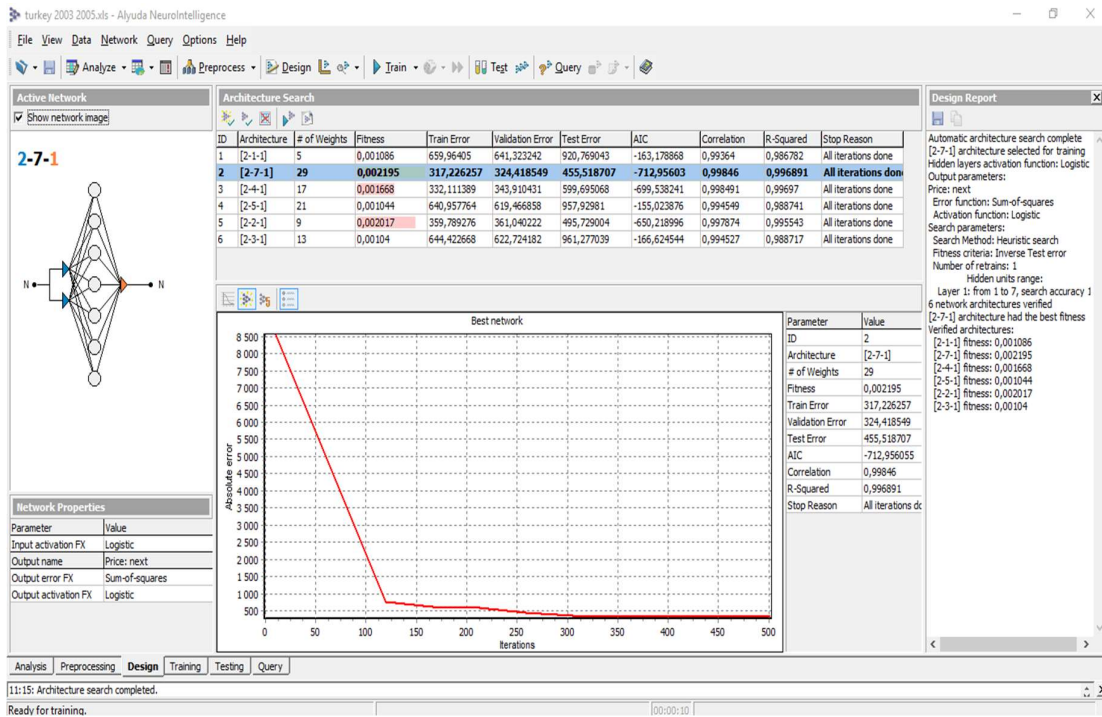 turkey 2003 2005.xls - Alyuda NeuroIntelligence
File View Data Network Query Options Help
Analyze Preprocess Design Train Test Query
Active Network
Show network image
2-7-1
N N
Architecture Search
ID Architecture # of Weights Fitness Train Error Validation Error Test Error AIC Correlation R-Squared Stop Reason
1 [2-1-1] 5 0,001086 659,96405 641,323242 920,769043 -163,178868 0,99364 0,986782 All iterations done
2 [2-7-1] 29 0,002195 317,226257 324,418549 455,518707 -712,95603 0,99846 0,996891 All iterations don
3 [2-4-1] 17 0,001668 332,111389 343,910431 599,695068 -699,538241 0,998491 0,99697 All iterations done
4 [2-5-1] 21 0,001044 640,957764 619,466858 957,92981 -155,023876 0,994549 0,988741 All iterations done
5 [2-2-1] 9 0,002017 359,789276 361,040222 495,729004 -650,218996 0,997874 0,995543 All iterations done
6 [2-3-1] 13 0,00104 644,422668 622,724182 961,277039 -166,624544 0,994527 0,988717 All iterations done
Best network
Absolute error
8 500
8 000
7 500
7 000
6 500
6 000
5 500
5 000
4 500
4 000
3 500
3 000
2 500
2 000
1 500
1 000
500
0 50 100 150 200 250 300 350 400 450 500
Iterations
Parameter Value
ID 2
Architecture [2-7-1]
# of Weights 29
Fitness 0,002195
Train Error 317,226257
Validation Error 324,418549
Test Error 455,518707
AIC -712,956055
Correlation 0,99846
R-Squared 0,996891
Stop Reason All iterations dc
Design Report
Automatic architecture search complete
[2-7-1] architecture selected for training
Hidden layers activation function: Logistic
Output parameters:
Price: next
Error function: Sum-of-squares
Activation function: Logistic
Search parameters:
Search Method: Heuristic search
Fitness criteria: Inverse Test error
Number of retrains: 1
Hidden units range:
Layer 1: from 1 to 7, search accuracy 1
6 network architectures verified
[2-7-1] architecture had the best fitness
Verified architectures:
[2-1-1] fitness: 0,001086
[2-7-1] fitness: 0,002195
[2-4-1] fitness: 0,001668
[2-5-1] fitness: 0,001044
[2-2-1] fitness: 0,002017
[2-3-1] fitness: 0,00104
Network Properties
Parameter Value
Input activation FX Logistic
Output name Price: next
Output error FX Sum-of-squares
Output activation FX Logistic
Analysis Preprocessing Design Training Testing Query
11:15: Architecture search completed.
Ready for training. 00:00:10